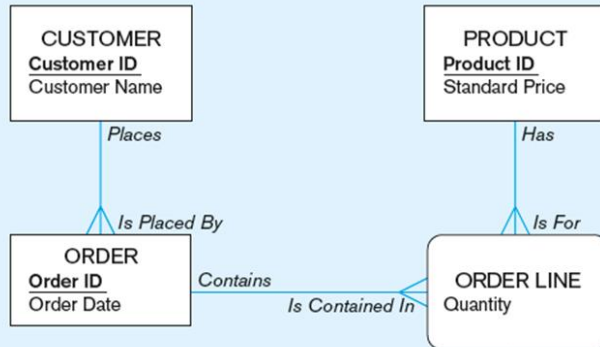 CUSTOMER
Customer ID
Customer Name
PRODUCT
Product ID
Standard Price
Places
Has
Is Placed By
Is For
ORDER
Order ID
Order Date
Contains
Is Contained In
ORDER LINE
Quantity